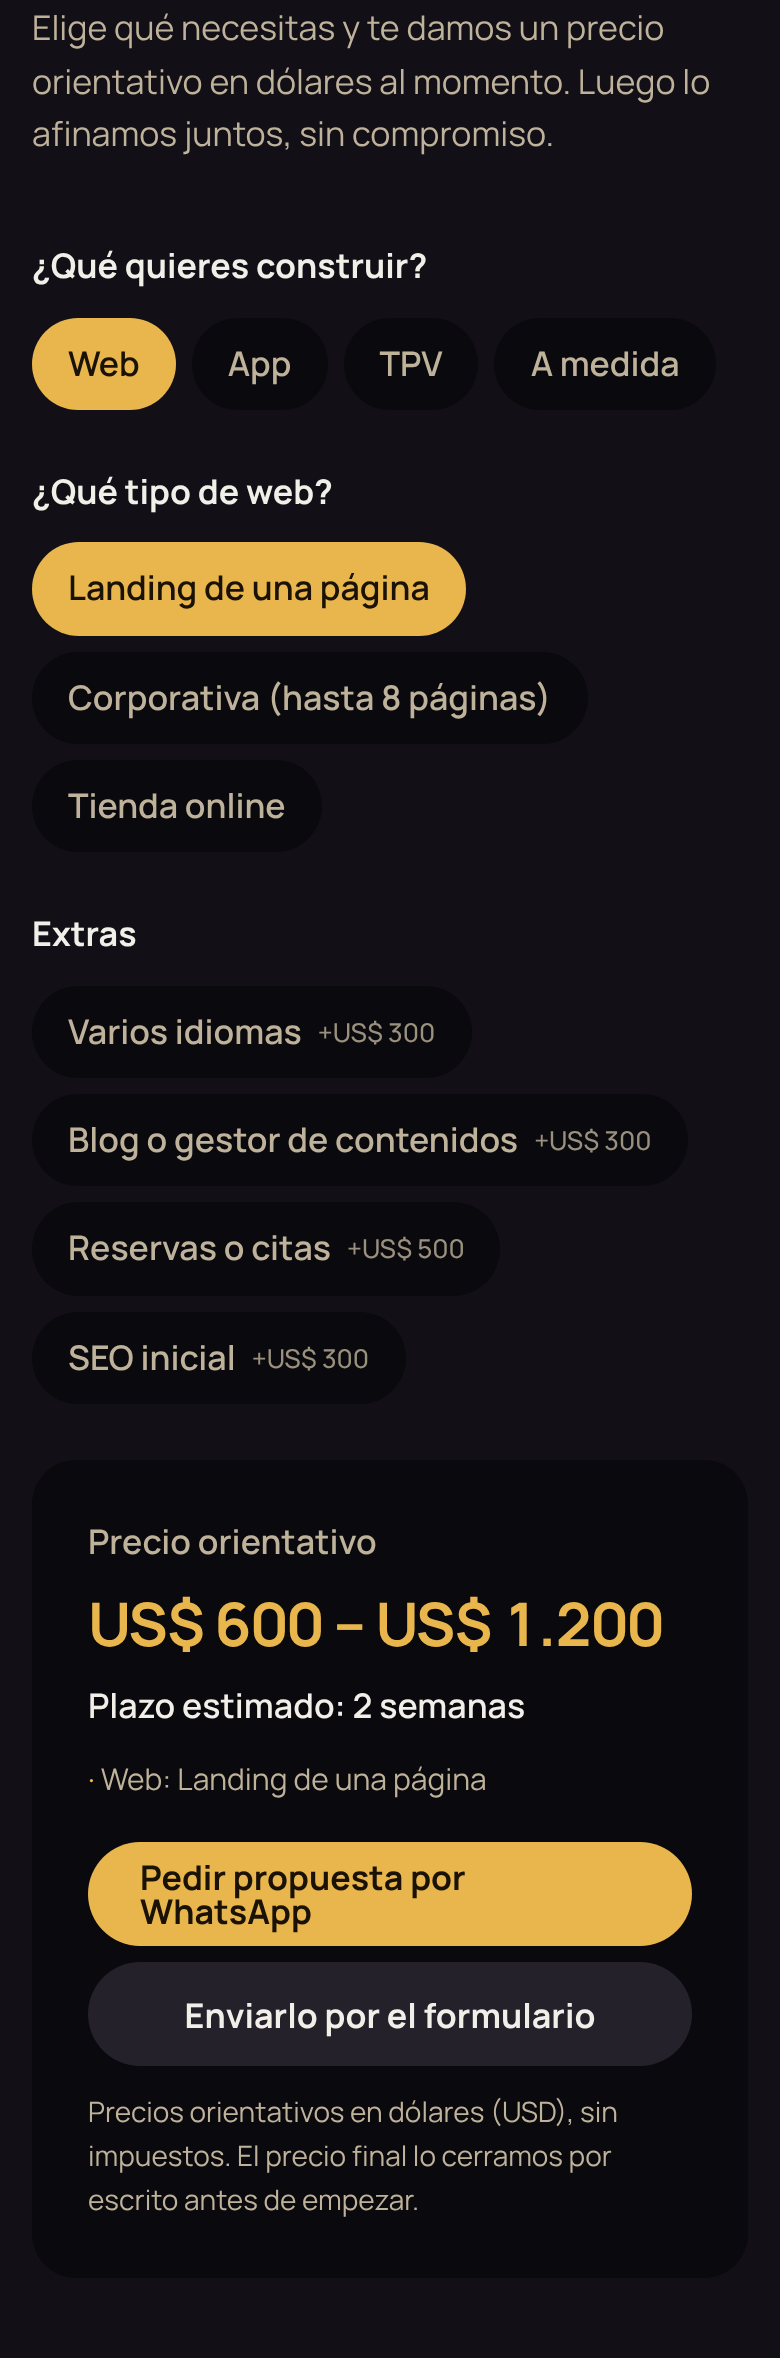 Elige qué necesitas y te damos un precio
orientativo en dólares al momento. Luego lo
afinamos juntos, sin compromiso.
¿Qué quieres construir?
Web App TPV A medida
¿Qué tipo de web?
Landing de una página
Corporativa (hasta 8 páginas)
Tienda online
Extras
Varios idiomas +US$ 300
Blog o gestor de contenidos +US$ 300
Reservas o citas +US$ 500
SEO inicial +US$ 300
Precio orientativo
US$ 600 – US$ 1.200
Plazo estimado: 2 semanas
· Web: Landing de una página
Pedir propuesta por
WhatsApp
Enviarlo por el formulario
Precios orientativos en dólares (USD), sin
impuestos. El precio final lo cerramos por
escrito antes de empezar.